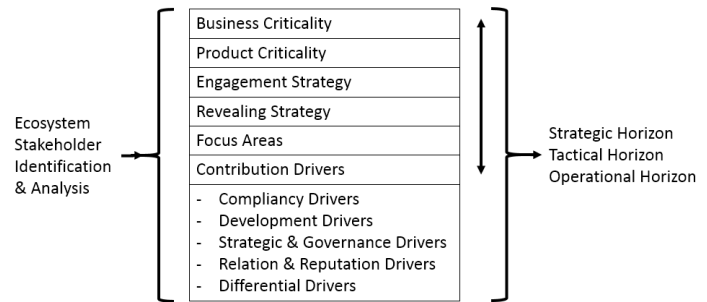 Ecosystem
Stakeholder
Identification
& Analysis
Business Criticality
Product Criticality
Engagement Strategy
Revealing Strategy
Focus Areas
Contribution Drivers
- Compliancy Drivers
- Development Drivers
- Strategic & Governance Drivers
- Relation & Reputation Drivers
- Differential Drivers
Strategic Horizon
Tactical Horizon
Operational Horizon